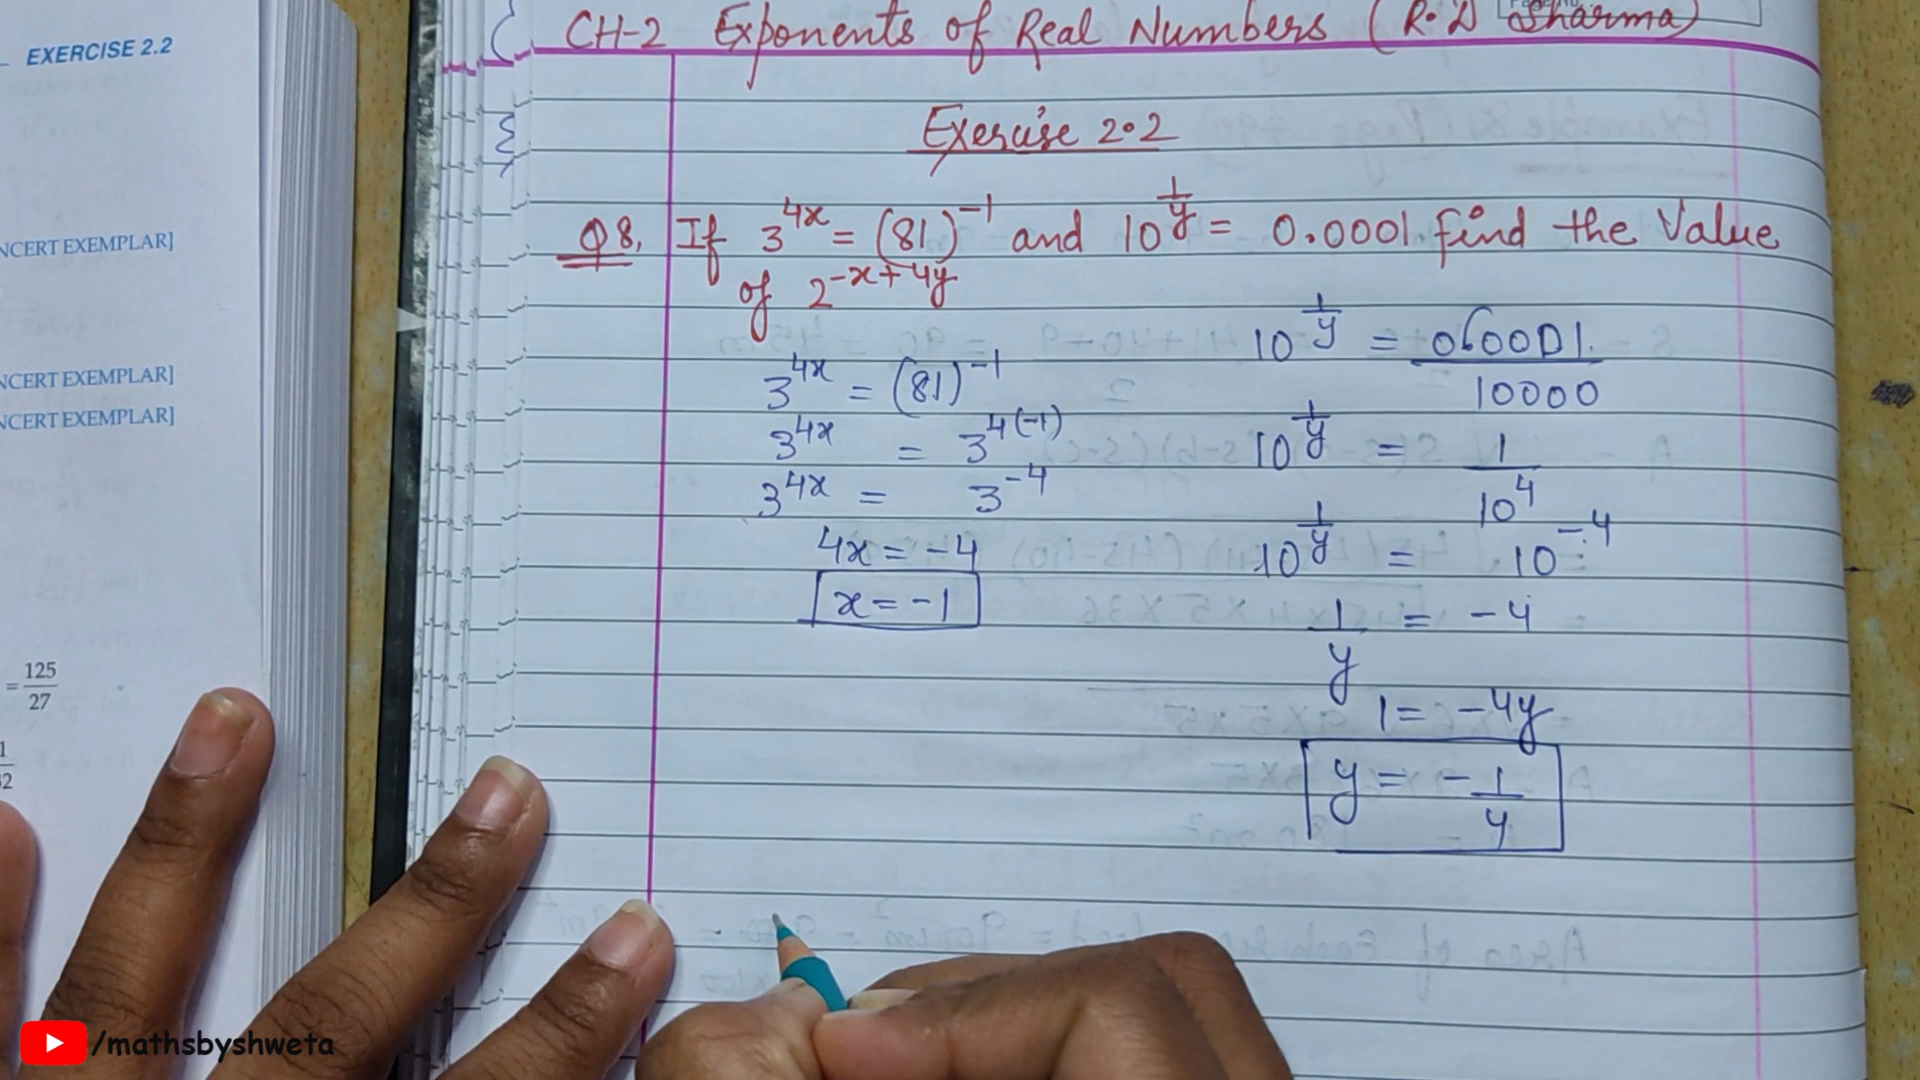 EXERCISE 2.2
NCERT EXEMPLAR]
NCERT EXEMPLAR]
NCERT EXEMPLAR]
= 125/27
1/32
CH-2 Exponents of Real Numbers (R.D Sharma)
Exercise 2.2
Q8. If 3^4x = (81)^-1 and 10^1/y = 0.0001. find the Value
of 2^-x+4y
3^4x = (81)^-1
3^4x = 3^4(-1)
3^4x = 3^-4
4x = -4
x = -1
10^1/y = 0.0001/10000
10^1/y = 1/10^4
10^1/y = 10^-4
1/y = -4
1 = -4y
y = -1/4
/mathsbyshweta